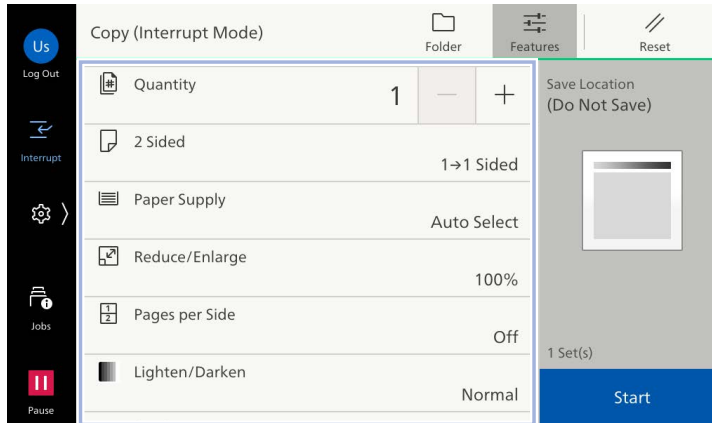 Us
Log Out
Interrupt
Jobs
Pause
Copy (Interrupt Mode)
Folder
Features
Reset
Quantity
1
2 Sided
1→1 Sided
Paper Supply
Auto Select
Reduce/Enlarge
100%
1
2
Pages per Side
Off
Lighten/Darken
Normal
Save Location
(Do Not Save)
1 Set(s)
Start